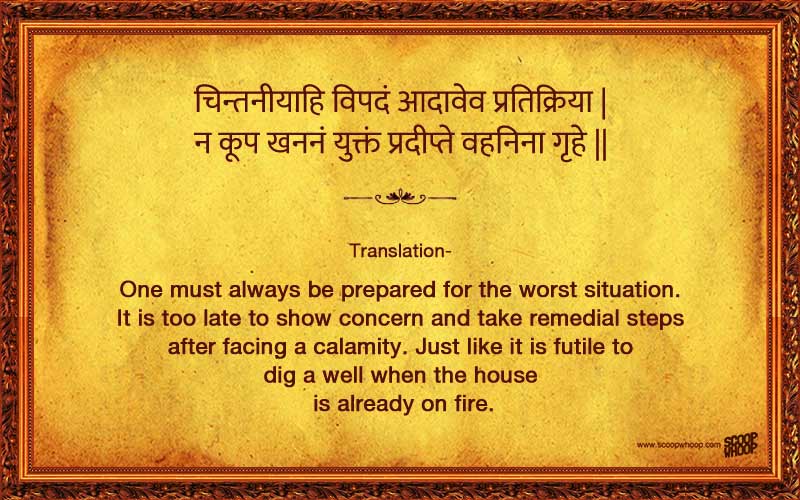 चिन्तनीयाहि विपदं आदावेव प्रतिक्रिया |
न कूप खननं युक्तं प्रदीप्ते वहनिना गृहे ||
Translation-
One must always be prepared for the worst situation.
It is too late to show concern and take remedial steps
after facing a calamity. Just like it is futile to
dig a well when the house
is already on fire.
www.scoopwhoop.com SCOOP
WHOOP